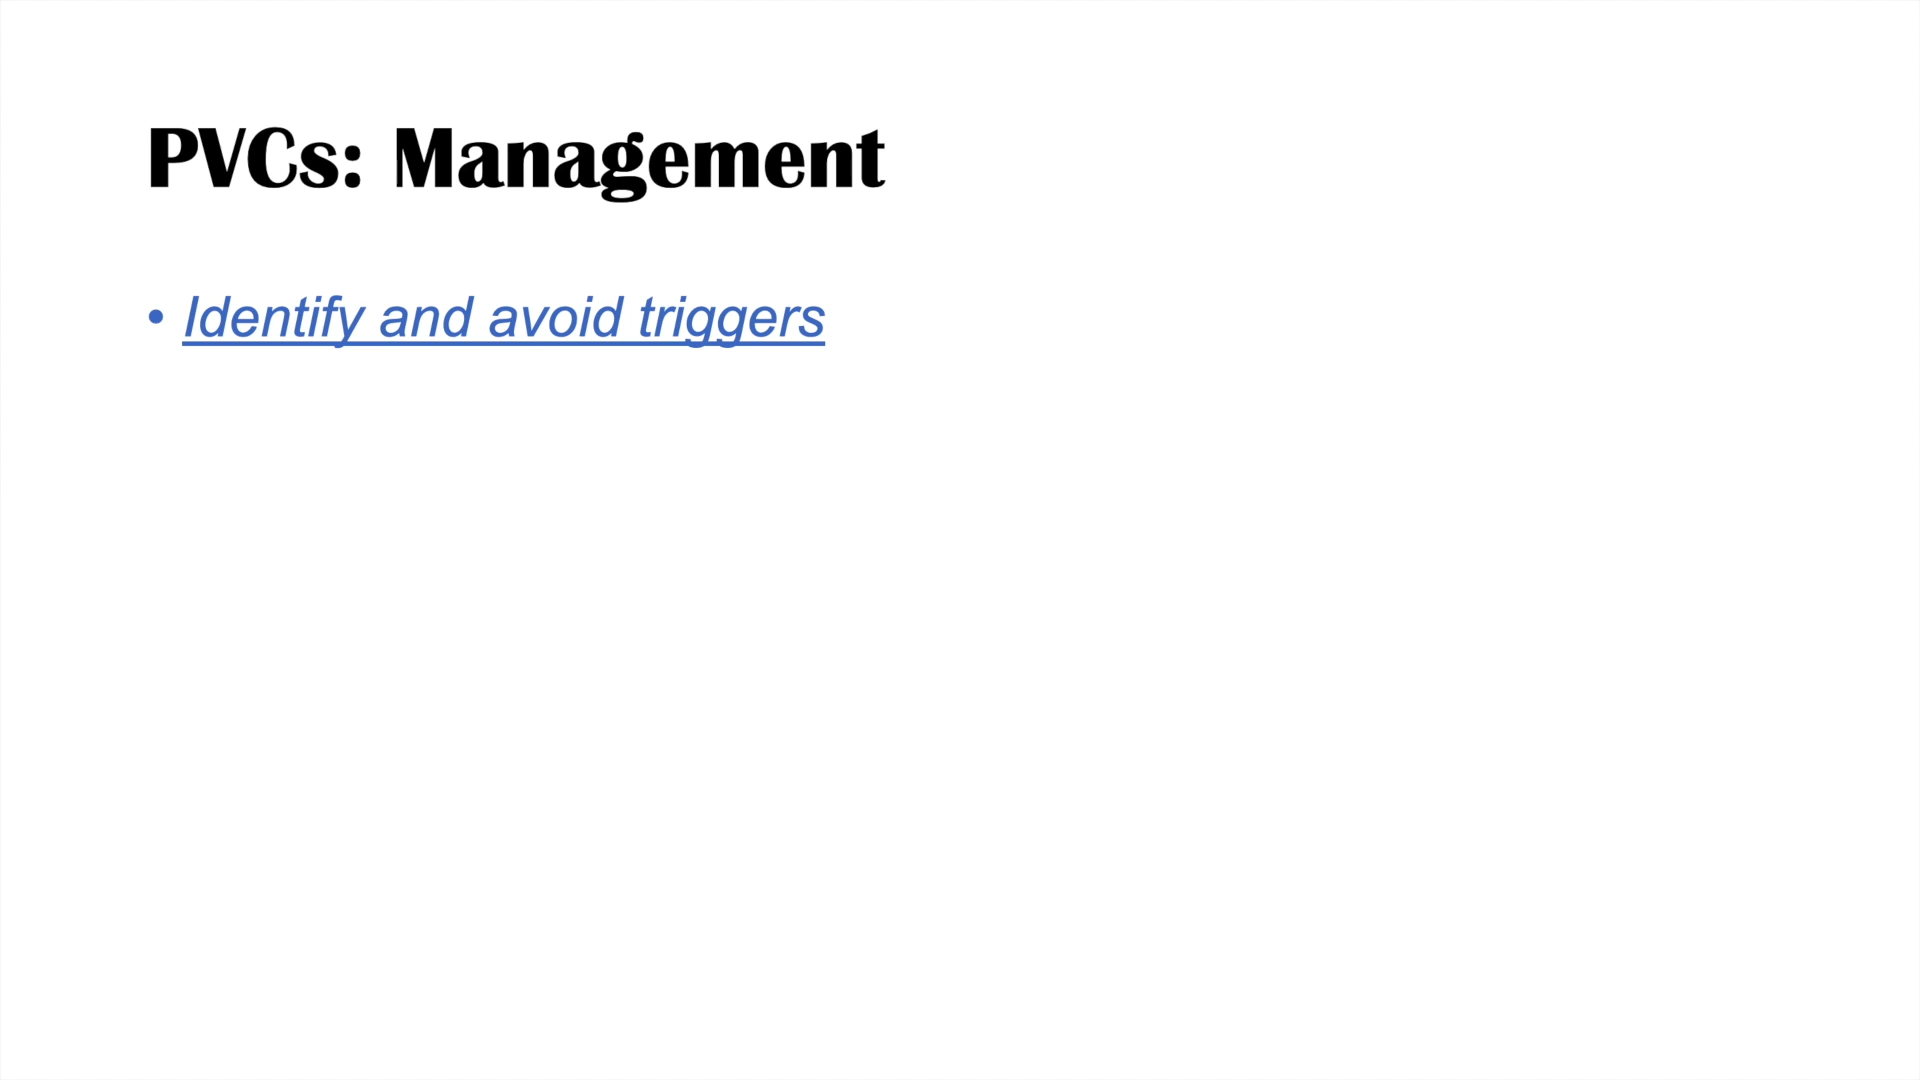 PVCs: Management
• Identify and avoid triggers